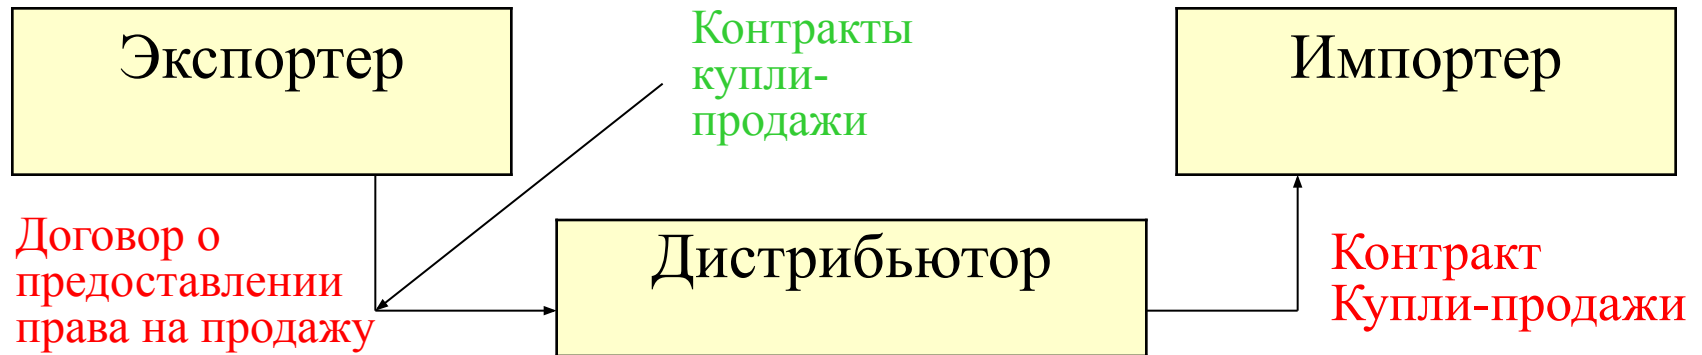 Экспортер
Контракты
купли-
продажи
Импортер
Договор о
предоставлении
права на продажу
Дистрибьютор
Контракт
Купли-продажи